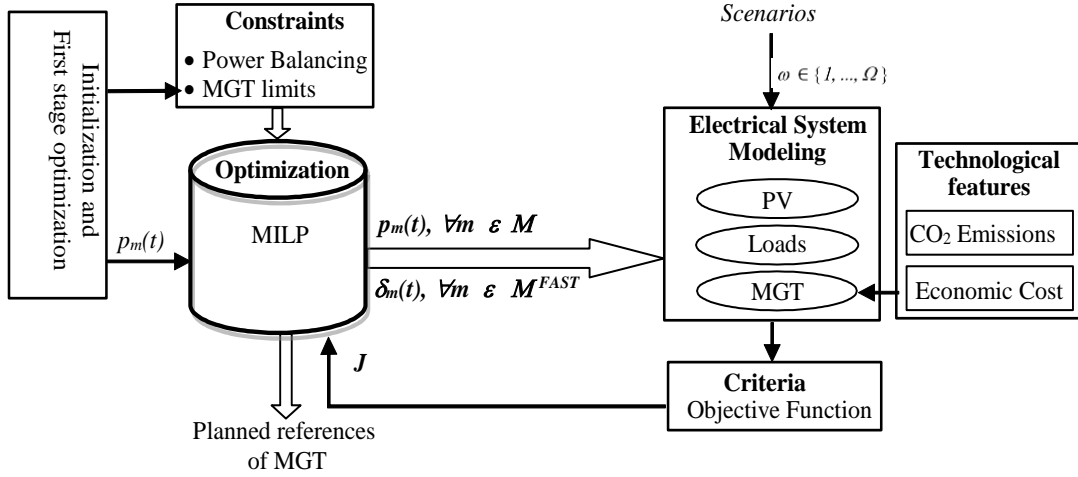 Initialization and
First stage optimization
Constraints
• Power Balancing
• MGT limits
Optimization
MILP
pₘ(t)
pₘ(t), ∀m ε M
δₘ(t), ∀m ε M^FAST
J
Planned references
of MGT
Scenarios
ω ∈ {1, ..., Ω}
Electrical System
Modeling
PV
Loads
MGT
Technological
features
CO₂ Emissions
Economic Cost
Criteria
Objective Function